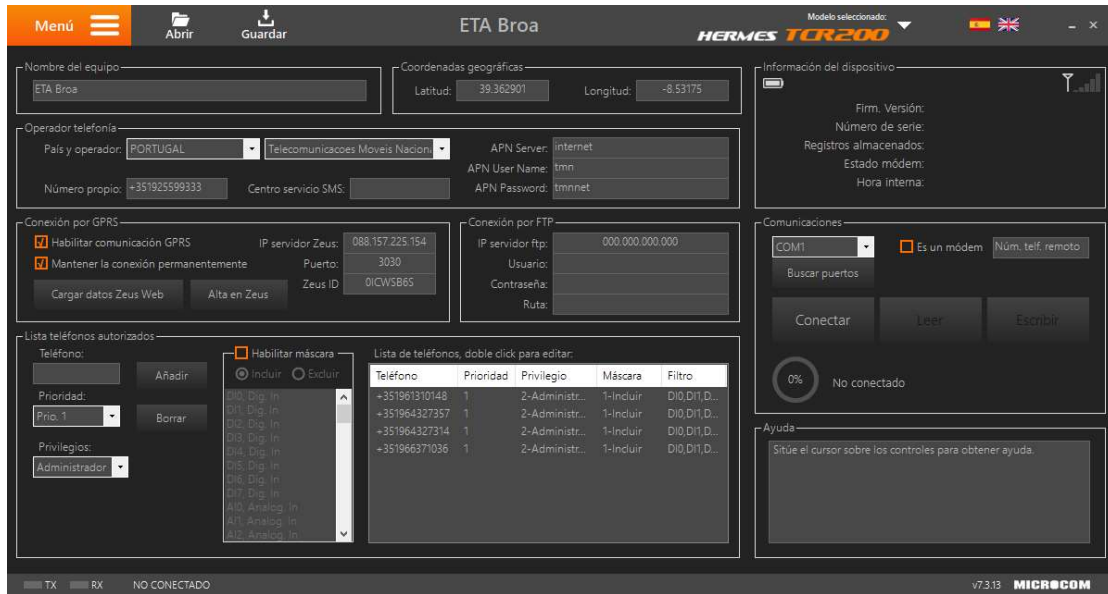 Menú
Abrir
Guardar
ETA Broa
Modelo seleccionado:
HERMES TCR200
Nombre del equipo
ETA Broa
Coordenadas geográficas
Latitud: 39.362901
Longitud: -8.53175
Operador telefonía
País y operador: PORTUGAL
Telecomunicacoes Moveis Nacion
Número propio: +351925599333
Centro servicio SMS:
APN Server: internet
APN User Name: tmn
APN Password: tmnnet
Conexión por GPRS
Habilitar comunicación GPRS
Mantener la conexión permanentemente
IP servidor Zeus: 088.157.225.154
Puerto: 3030
Zeus ID 0ICWSB6S
Cargar datos Zeus Web
Alta en Zeus
Conexión por FTP
IP servidor ftp: 000.000.000.000
Usuario:
Contraseña:
Ruta:
Lista teléfonos autorizados
Teléfono:
Añadir
Prioridad:
Prio. 1
Borrar
Privilegios:
Administrador
Habilitar máscara
Incluir Excluir
DI0, Dig. In
DI1, Dig. In
DI2, Dig. In
DI3, Dig. In
DI4, Dig. In
DI5, Dig. In
DI6, Dig. In
DI7, Dig. In
AI0, Analog. In
AI1, Analog. In
AI2, Analog. In
Lista de teléfonos, doble click para editar:
Teléfono Prioridad Privilegio Máscara Filtro
+351961310148 1 2-Administr... 1-Incluir DI0,DI1,D...
+351964327357 1 2-Administr... 1-Incluir DI0,DI1,D...
+351964327314 1 2-Administr... 1-Incluir DI0,DI1,D...
+351966371036 1 2-Administr... 1-Incluir DI0,DI1,D...
Información del dispositivo
Firm. Versión:
Número de serie:
Registros almacenados:
Estado módem:
Hora interna:
Comunicaciones
COM1
Es un módem
Núm. telf. remoto
Buscar puertos
Conectar
Leer
Escribir
0%
No conectado
Ayuda
Sitúe el cursor sobre los controles para obtener ayuda.
TX RX NO CONECTADO
v7.3.13 MICROCOM